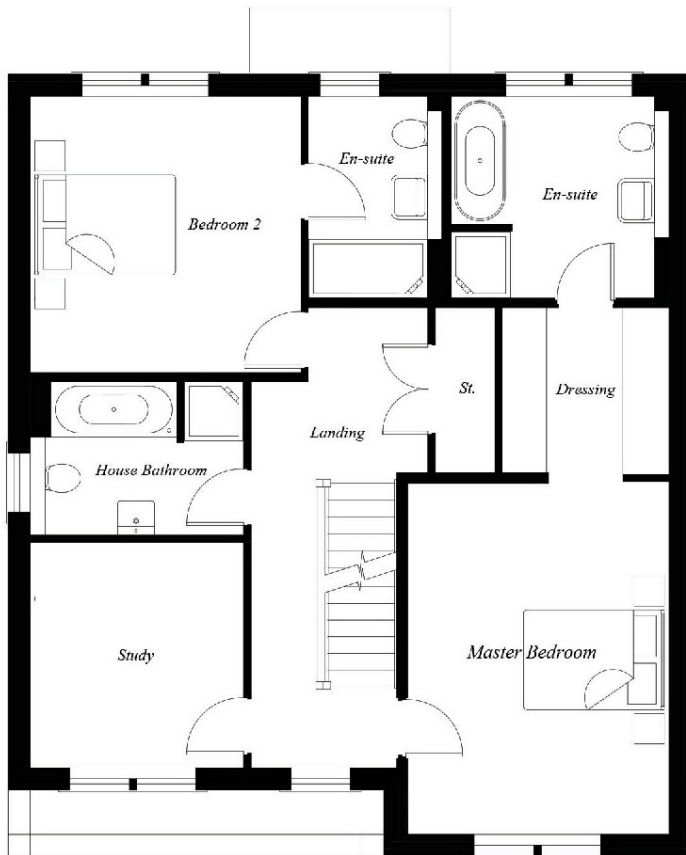 En-suite
En-suite
Bedroom 2
St.
Dressing
Landing
House Bathroom
Study
Master Bedroom